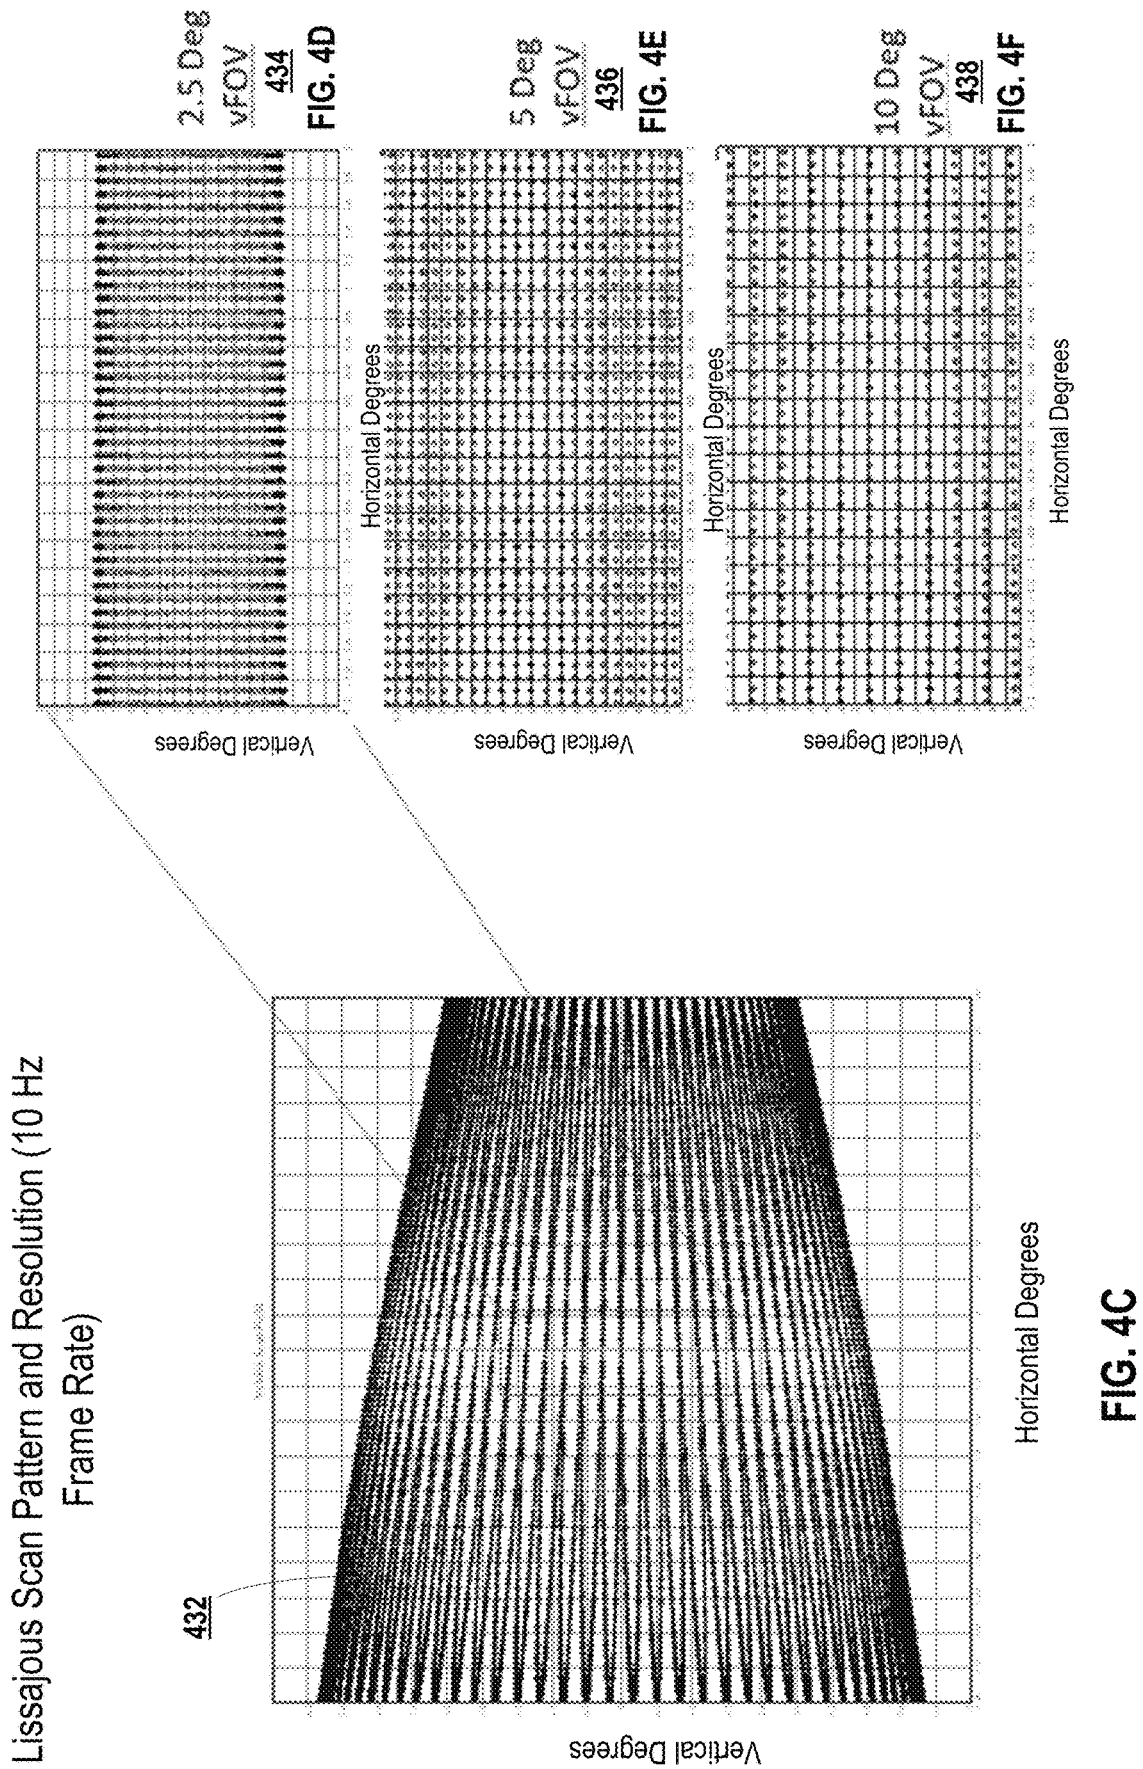 Lissajous Scan Pattern and Resolution (10 Hz
Frame Rate)
432
Vertical Degrees
Horizontal Degrees
FIG. 4C
Vertical Degrees
Horizontal Degrees
2.5 Deg
vFOV
434
FIG. 4D
Vertical Degrees
Horizontal Degrees
5 Deg
vFOV
436
FIG. 4E
Vertical Degrees
Horizontal Degrees
10 Deg
vFOV
438
FIG. 4F